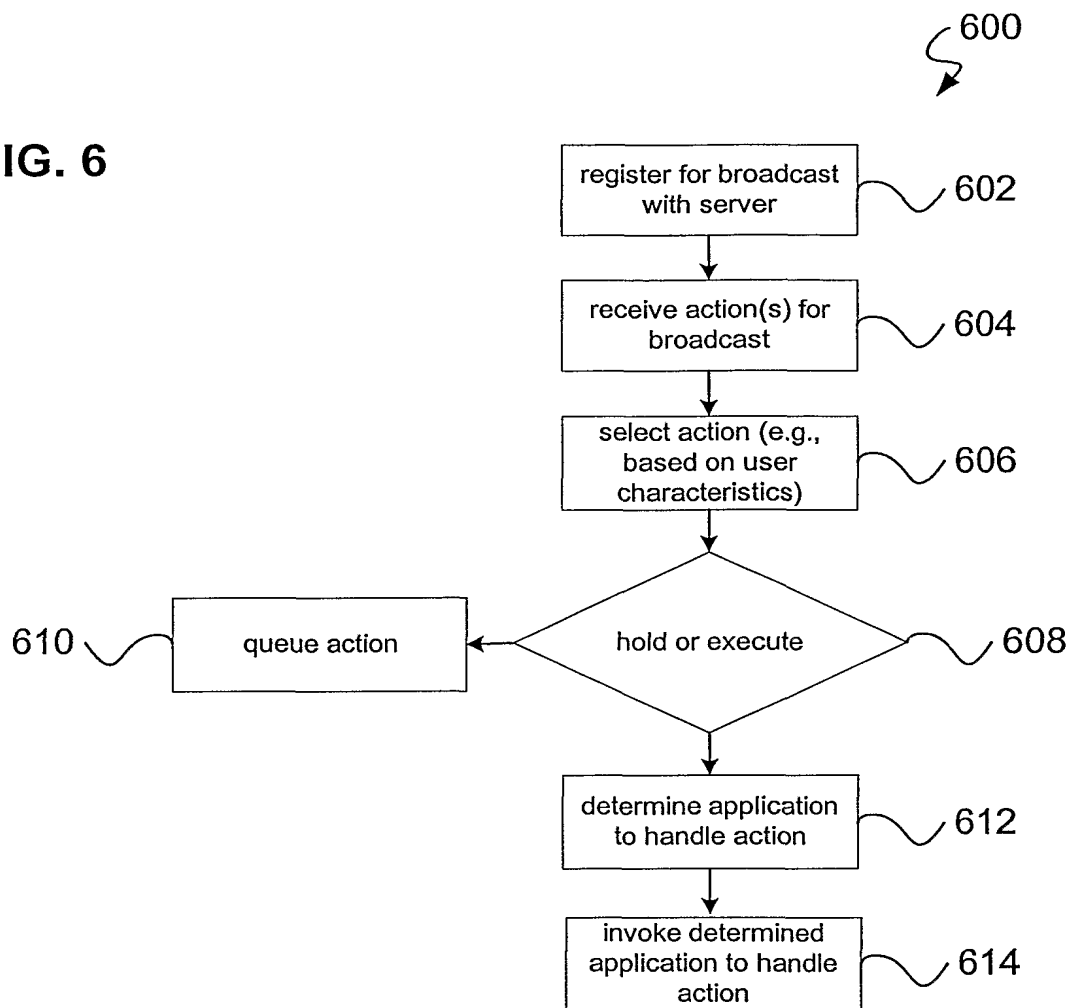 600
IG. 6
register for broadcast
with server
602
receive action(s) for
broadcast
604
select action (e.g.,
based on user
characteristics)
606
610
queue action
hold or execute
608
determine application
to handle action
612
invoke determined
application to handle
action
614